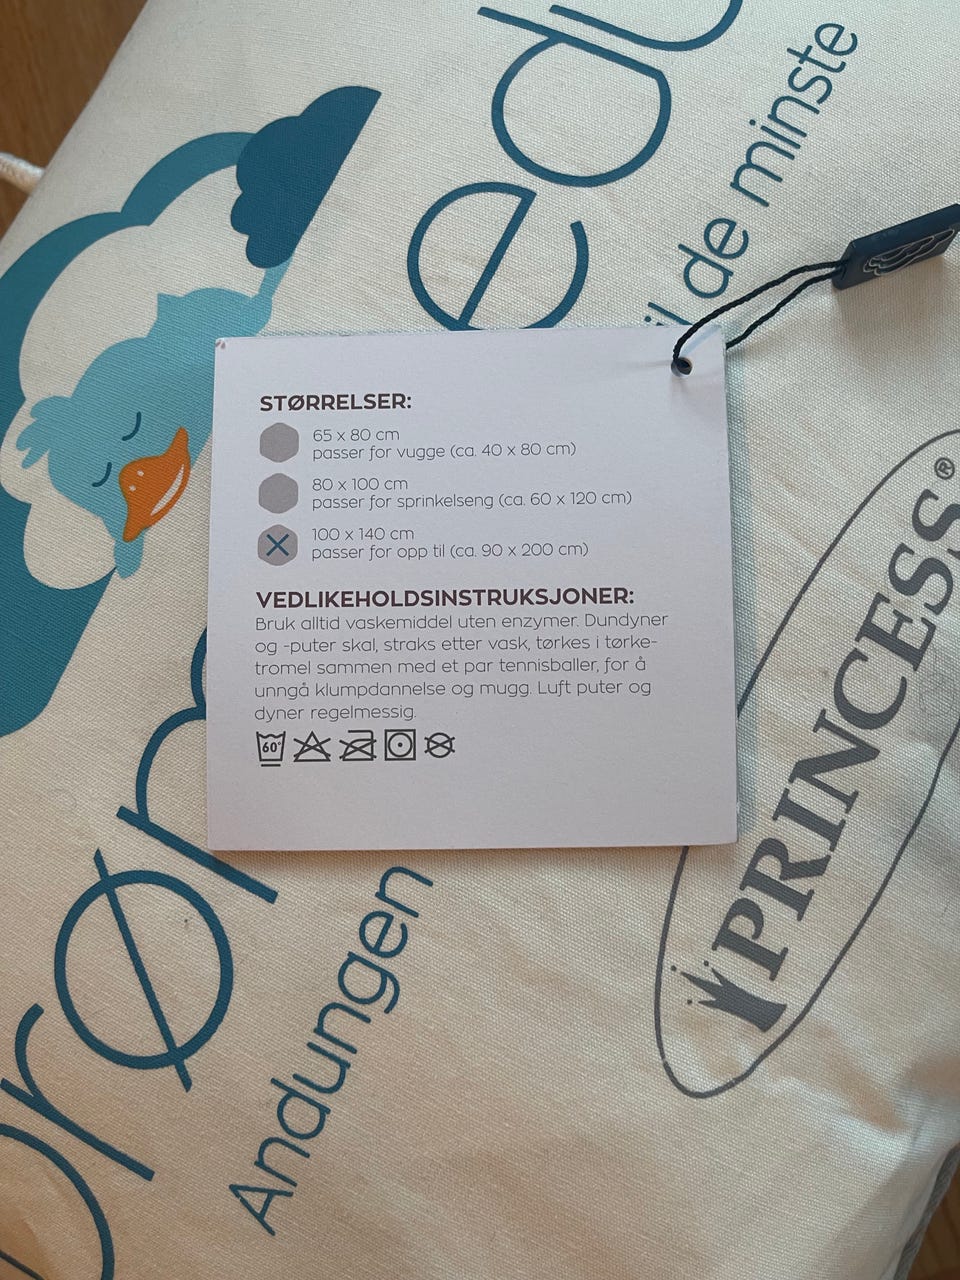 til de minste
STØRRELSER:
65 x 80 cm
passer for vugge (ca. 40 x 80 cm)
80 x 100 cm
passer for sprinkelseng (ca. 60 x 120 cm)
100 x 140 cm
passer for opp til (ca. 90 x 200 cm)
VEDLIKEHOLDSINSTRUKSJONER:
Bruk alltid vaskemiddel uten enzymer. Dundyner
og -puter skal, straks etter vask, tørkes i tørke-
tromel sammen med et par tennisballer, for å
unngå klumpdannelse og mugg. Luft puter og
dyner regelmessig.
60°
PRINCESS®
Andungen